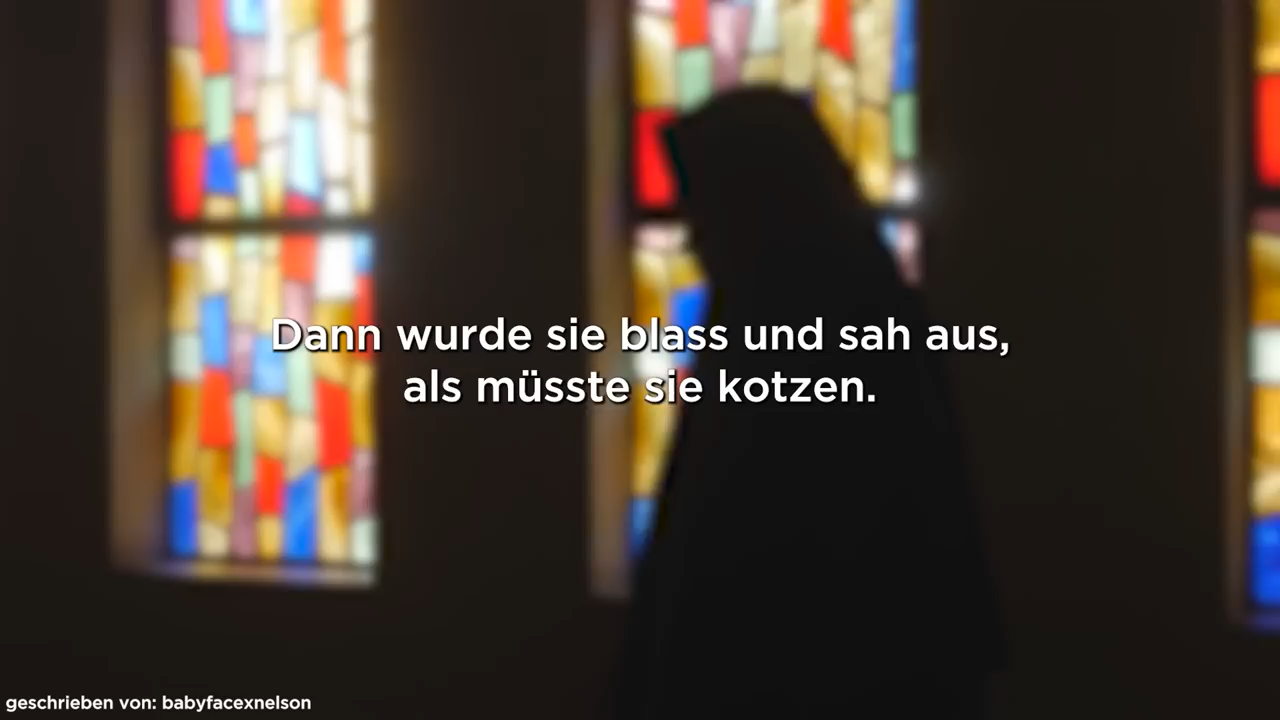 Dann wurde sie blass und sah aus,
als müsste sie kotzen.
geschrieben von: babyfacexnelson